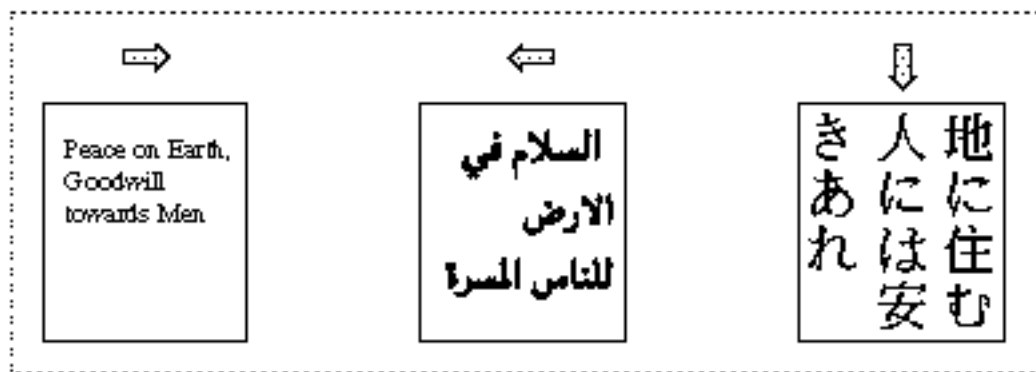 Peace on Earth,
Goodwill
towards Men
السلام في
الارض
للناس المسرة
地に住む
人には安
きあれ